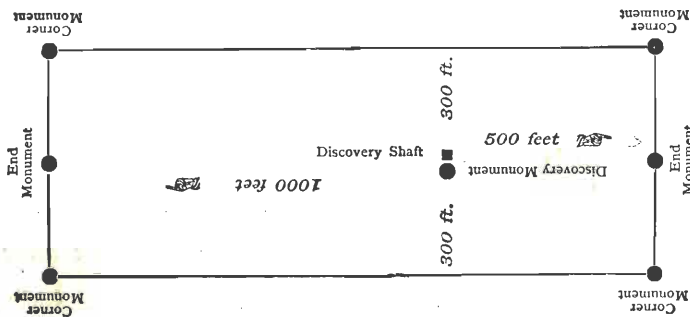 Corner
Monument
Corner
Monument
300 ft.
500 feet
Discovery Shaft
Discovery Monument
End
Monument
End
Monument
1000 feet
300 ft.
Corner
Monument
Corner
Monument